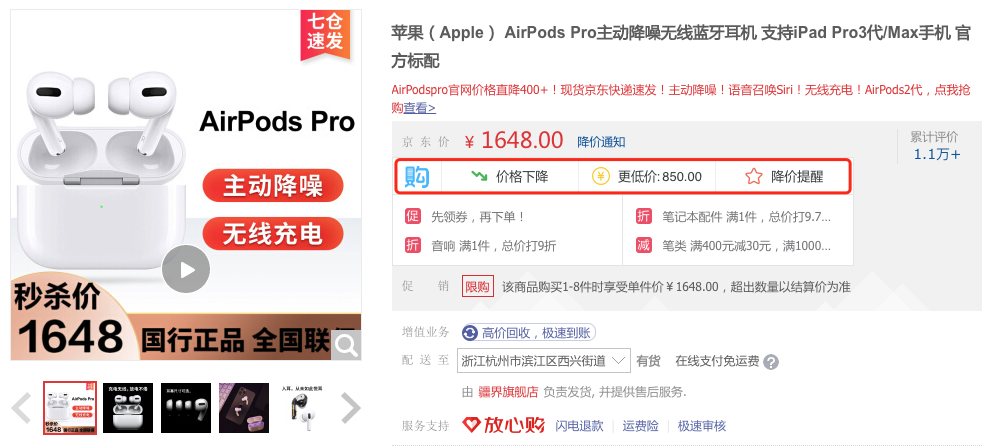 七仓
速发
AirPods Pro
主动降噪
无线充电
秒杀价
1648 国行正品 全国联
苹果（Apple） AirPods Pro主动降噪无线蓝牙耳机 支持iPad Pro3代/Max手机 官
方标配
AirPodspro官网价格直降400+！现货京东快递速发！主动降噪！语音召唤Siri！无线充电！AirPods2代，点我抢
购查看>
京东价 ¥ 1648.00 降价通知
累计评价
1.1万+
购 价格下降 更低价: 850.00 降价提醒
促 先领券，再下单！
折 笔记本配件 满1件，总价打9.7...
折 音响 满1件，总价打9折
减 笔类 满400元减30元，满1000...
促销 限购 该商品购买1-8件时享受单件价￥1648.00，超出数量以结算价为准
增值业务 高价回收，极速到账
配送至 浙江杭州市滨江区西兴街道 有货 在线支付免运费 ?
由 疆界旗舰店 负责发货, 并提供售后服务.
服务支持 放心购 闪电退款 运费险 极速审核